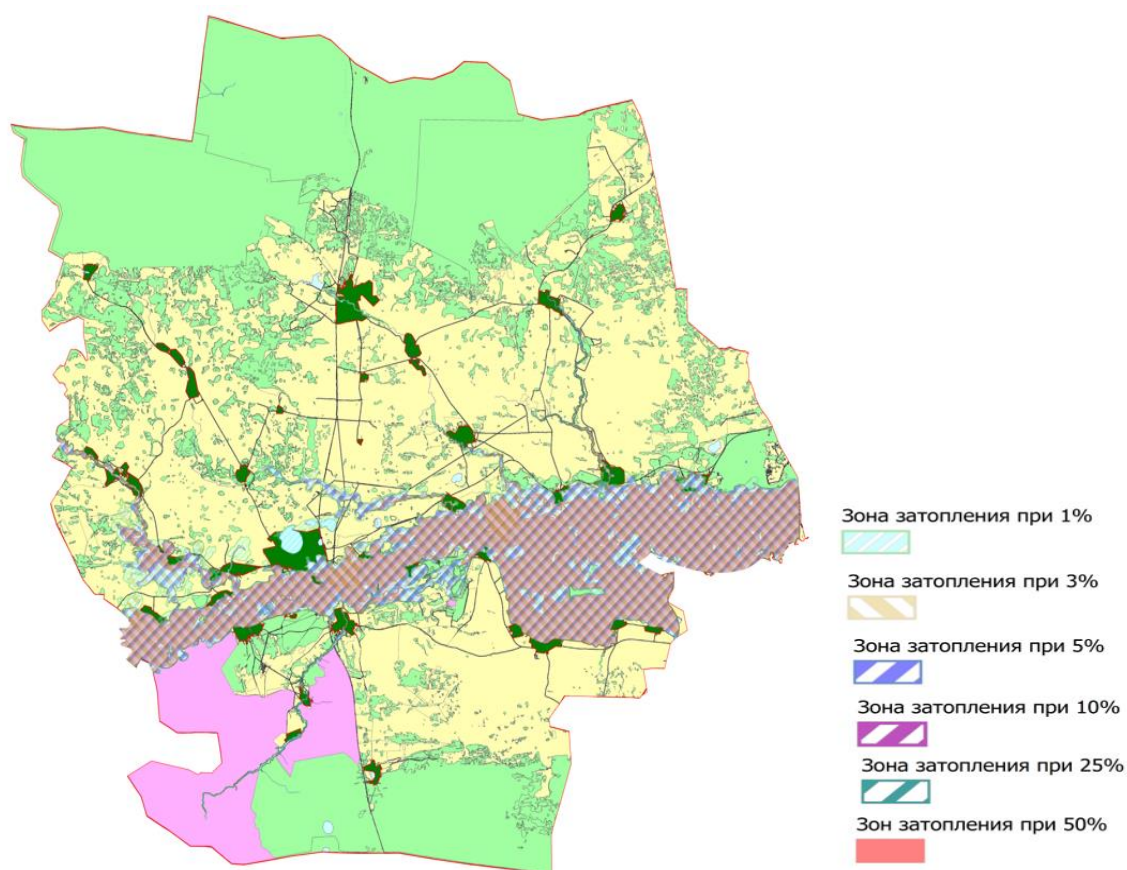 Зона затопления при 1%
Зона затопления при 3%
Зона затопления при 5%
Зона затопления при 10%
Зона затопления при 25%
Зон затопления при 50%